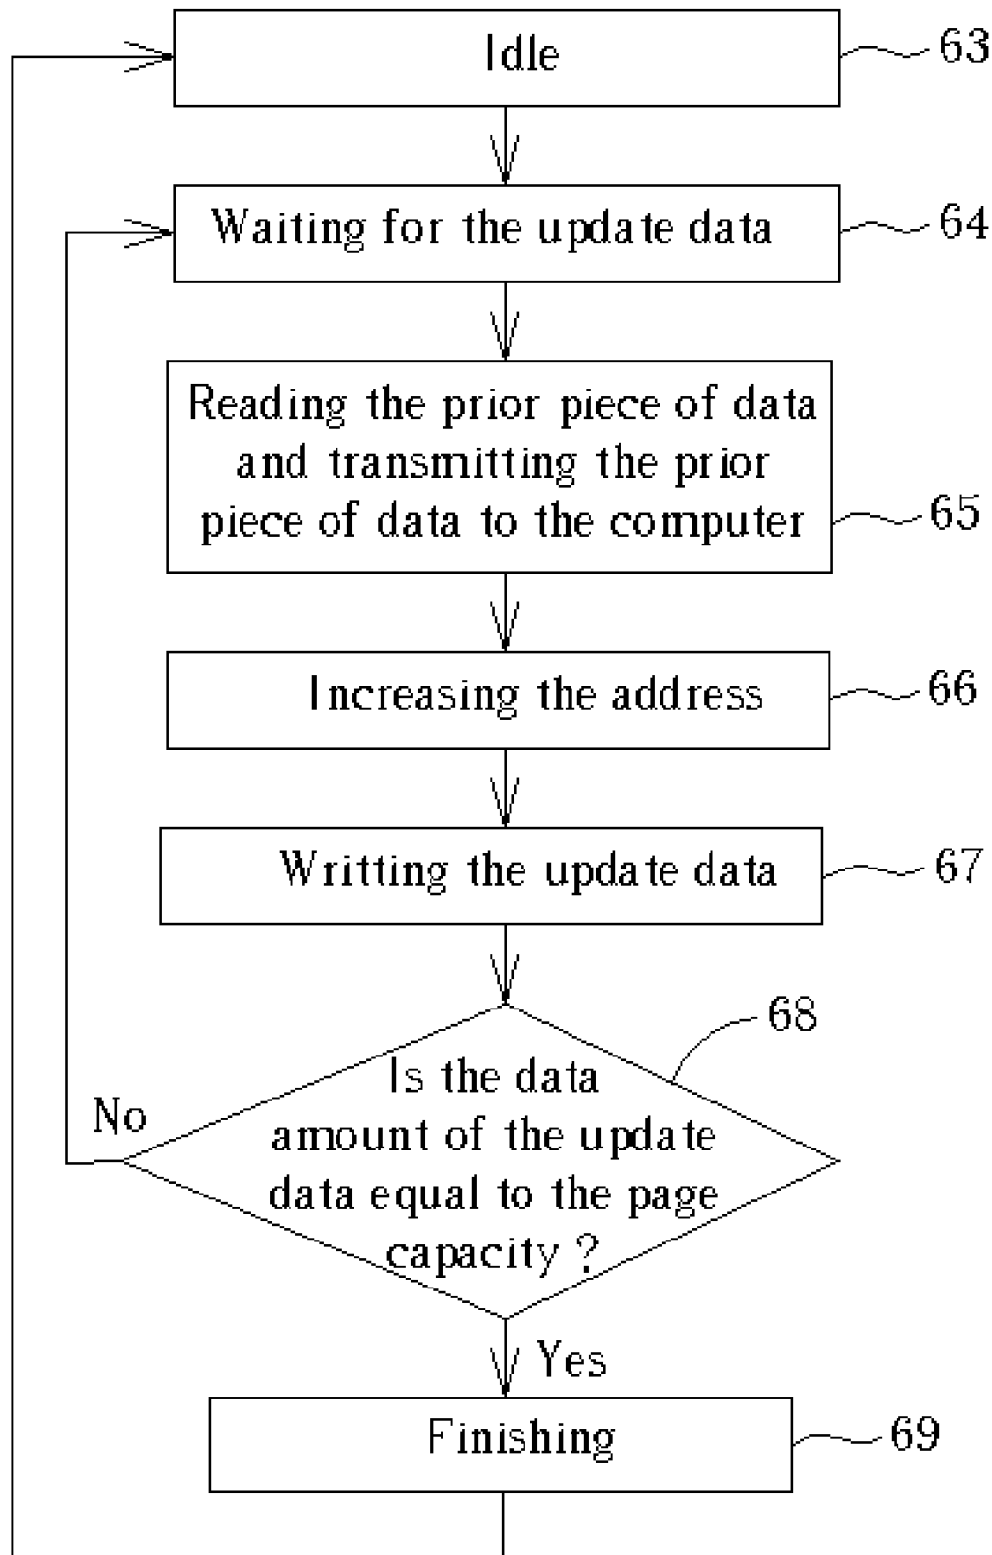 Idle
63
Waiting for the update data
64
Reading the prior piece of data
and transmitting the prior
piece of data to the computer
65
Increasing the address
66
Writting the update data
67
68
Is the data
amount of the update
data equal to the page
capacity ?
No
Yes
Finishing
69